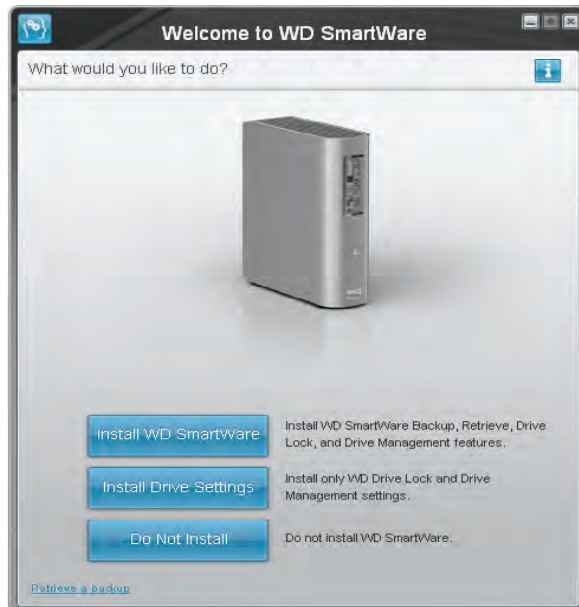 Welcome to WD SmartWare
What would you like to do?
Install WD SmartWare
Install WD SmartWare Backup, Retrieve, Drive
Lock, and Drive Management features.
Install Drive Settings
Install only WD Drive Lock and Drive
Management settings.
Do Not Install
Do not install WD SmartWare.
Retrieve a backup